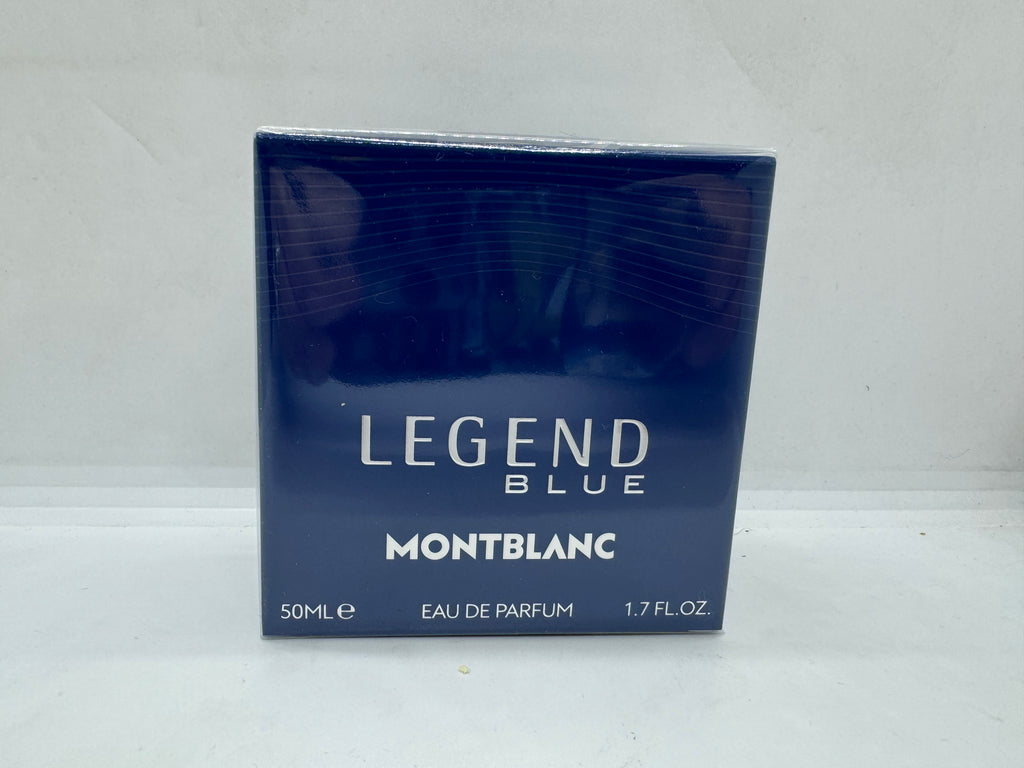 LEGEND
BLUE
MONTBLANC
50ML℮ EAU DE PARFUM 1.7 FL.OZ.